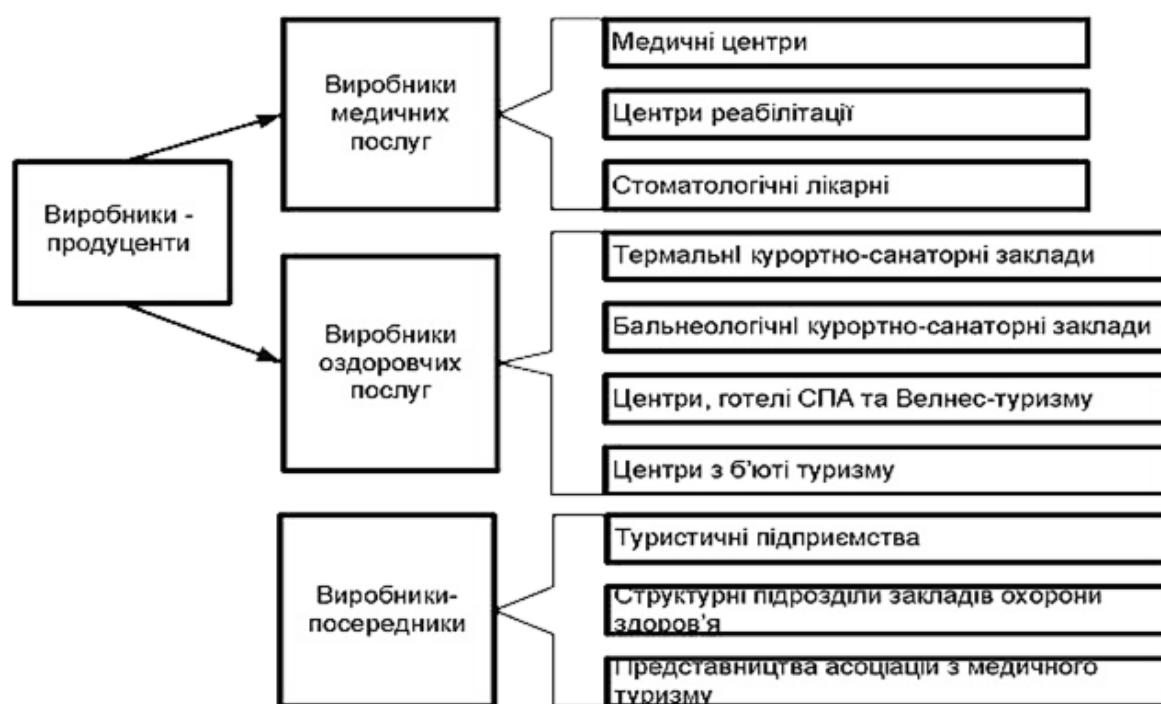 Виробники -
продуценти
Виробники
медичних
послуг
Медичні центри
Центри реабілітації
Стоматологічні лікарні
Виробники
оздоровчих
послуг
ТермальнІ курортно-санаторні заклади
БальнеологічнІ курортно-санаторні заклади
Центри, готелі СПА та Велнес-туризму
Центри з б'юті туризму
Виробники-
посередники
Туристичні підприємства
Структурні підрозділи закладів охорони
здоров'я
Представництва асоціацій з медичного
туризму